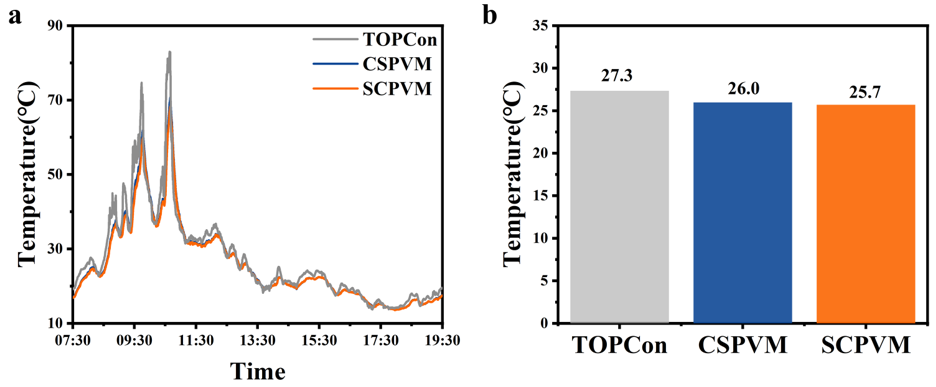 a
Temperature(℃)
90
70
50
30
10
TOPCon
CSPVM
SCPVM
07:30 09:30 11:30 13:30 15:30 17:30 19:30
Time
b
Temperature(℃)
35
30
25
20
15
10
5
0
27.3
26.0
25.7
TOPCon CSPVM SCPVM